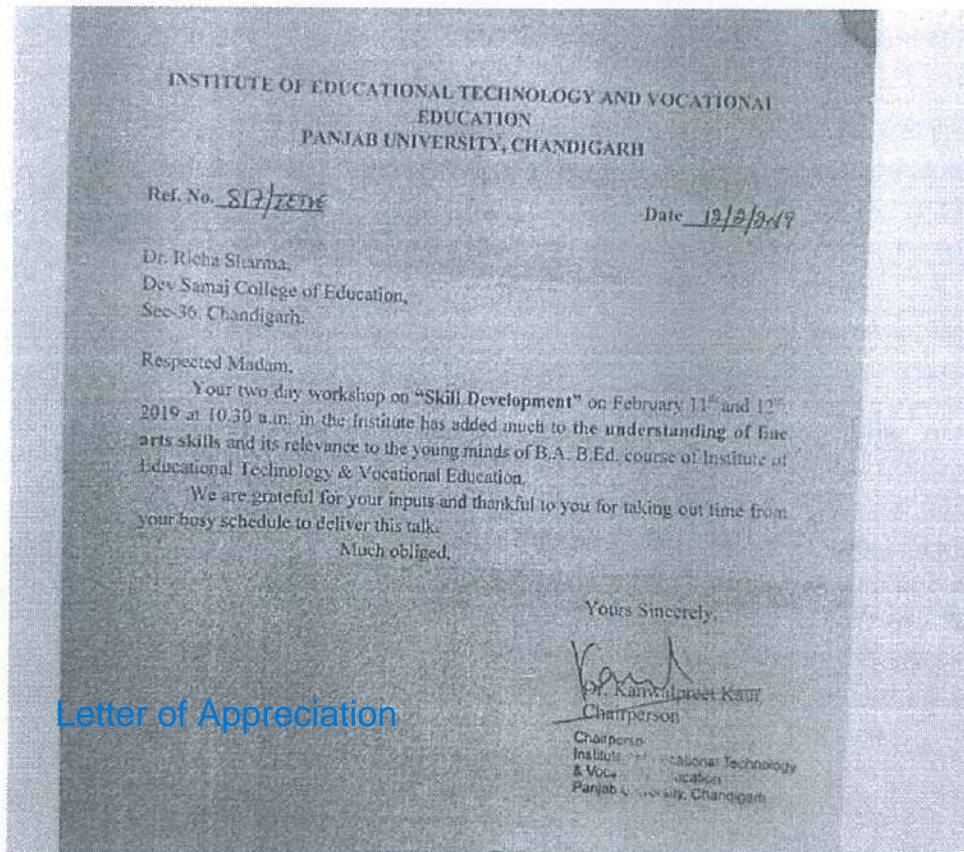 INSTITUTE OF EDUCATIONAL TECHNOLOGY AND VOCATIONAL
EDUCATION
PANJAB UNIVERSITY, CHANDIGARH
Ref. No. 817/IETVE
Date 12/2/2019
Dr. Richa Sharma,
Dev Samaj College of Education,
Sec-36, Chandigarh.
Respected Madam,
Your two day workshop on “Skill Development” on February 11th and 12th,
2019 at 10.30 a.m. in the Institute has added much to the understanding of fine
arts skills and its relevance to the young minds of B.A. B.Ed. course of Institute of
Educational Technology & Vocational Education.
We are grateful for your inputs and thankful to you for taking out time from
your busy schedule to deliver this talk.
Much obliged,
Yours Sincerely,
Dr. Kanwalpreet Kaur
Chairperson
Letter of Appreciation
Chairperso
Institute Technology
&
Panjab Chandigarh